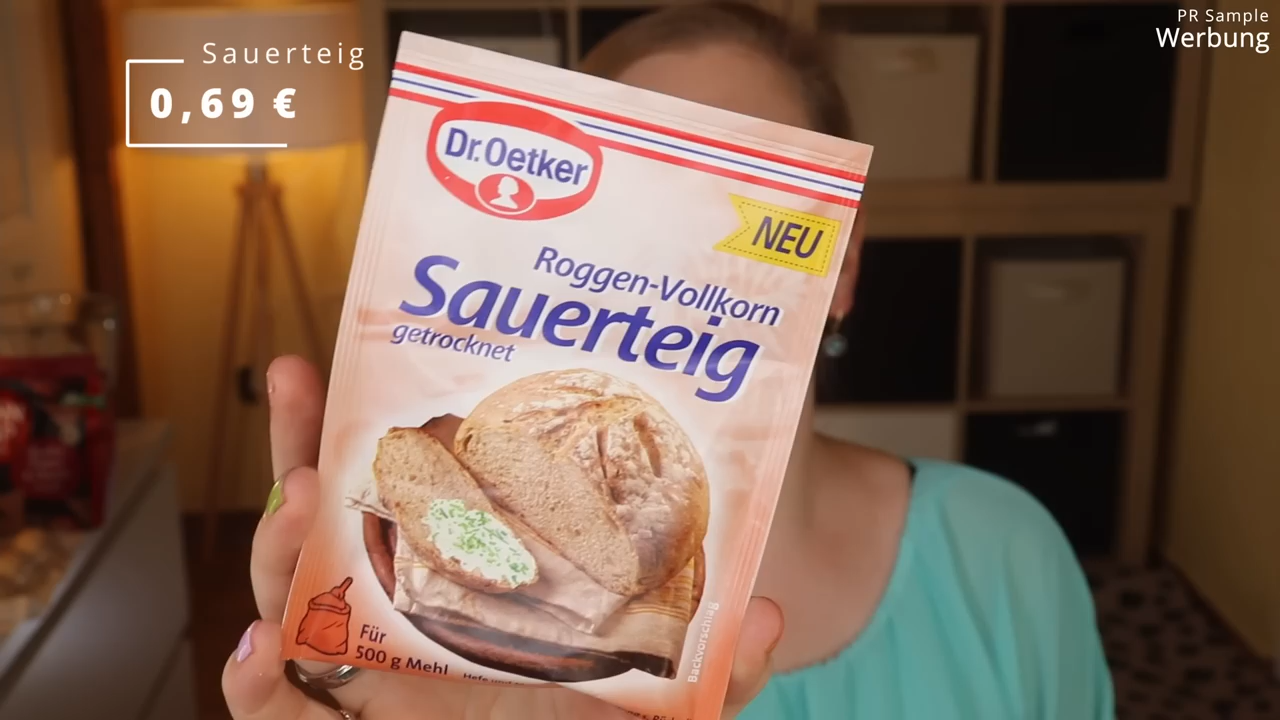 PR Sample
Werbung
Sauerteig
0,69 €
Dr. Oetker
NEU
Roggen-Vollkorn
Sauerteig
getrocknet
Für
500 g Mehl
Backvorschlag